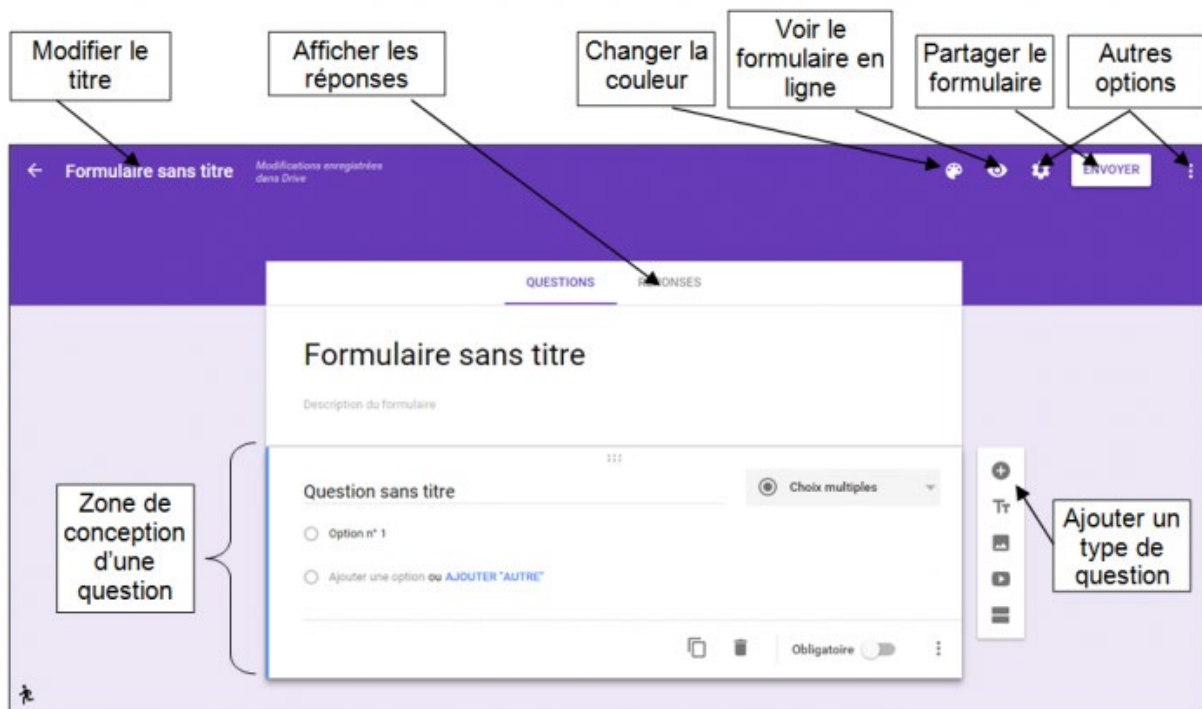 Modifier le
titre
Afficher les
réponses
Changer la
couleur
Voir le
formulaire en
ligne
Partager le
formulaire
Autres
options
Formulaire sans titre
Modifications enregistrées
dans Drive
ENVOYER
QUESTIONS
RÉPONSES
Formulaire sans titre
Description du formulaire
Zone de
conception
d'une
question
Question sans titre
Choix multiples
Option n° 1
Ajouter une option ou AJOUTER "AUTRE"
Tт
Ajouter un
type de
question
Obligatoire